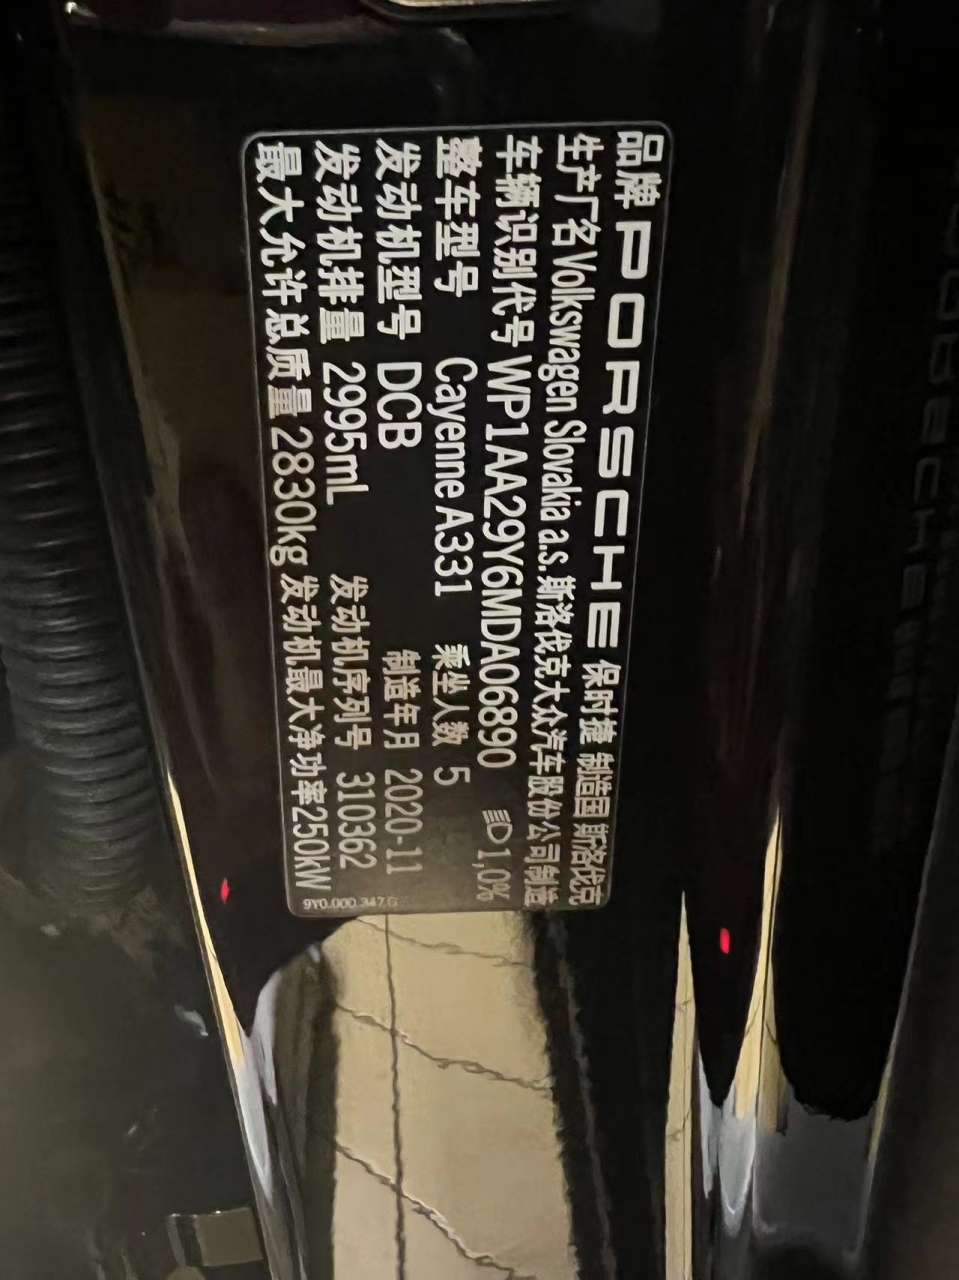 品牌 PORSCHE 保时捷 制造国 斯洛伐克
生产厂名 Volkswagen Slovakia a.s. 斯洛伐克大众汽车股份公司制造
车辆识别代号 WP1AA29Y6MDA06890 1,0%
整车型号 Cayenne A331 乘坐人数 5
发动机型号 DCB 制造年月 2020-11
发动机排量 2995mL 发动机序列号 310362
最大允许总质量 2830kg 发动机最大净功率250kW
9Y0.000.347.